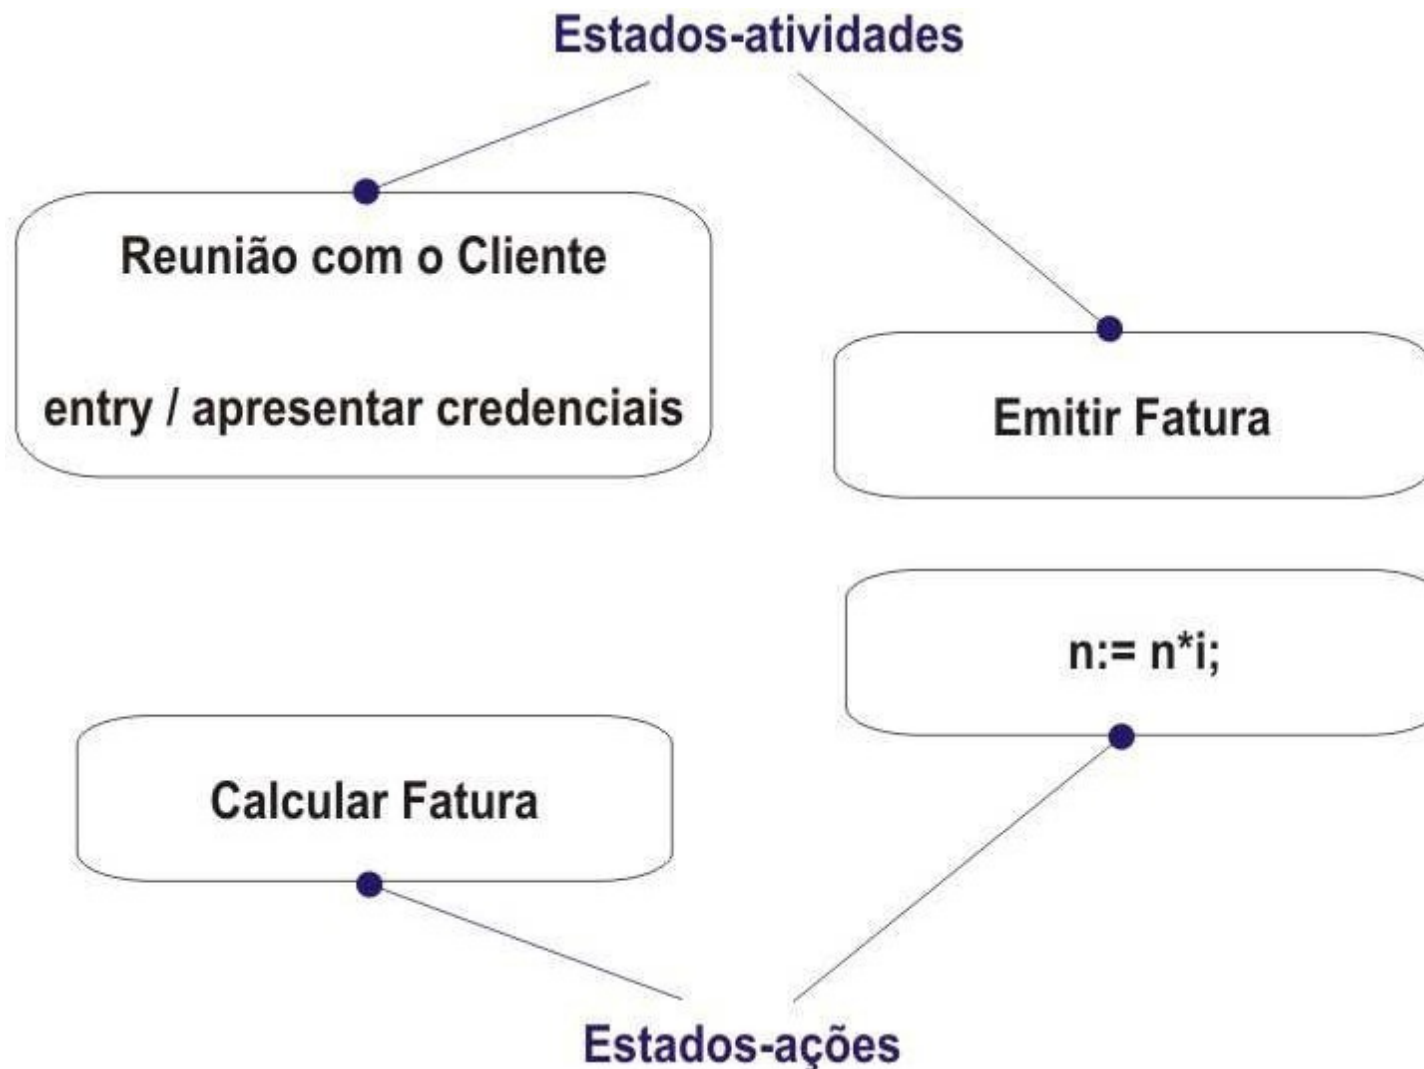 Estados-atividades
Reunião com o Cliente
entry / apresentar credenciais
Emitir Fatura
n:= n*i;
Calcular Fatura
Estados-ações